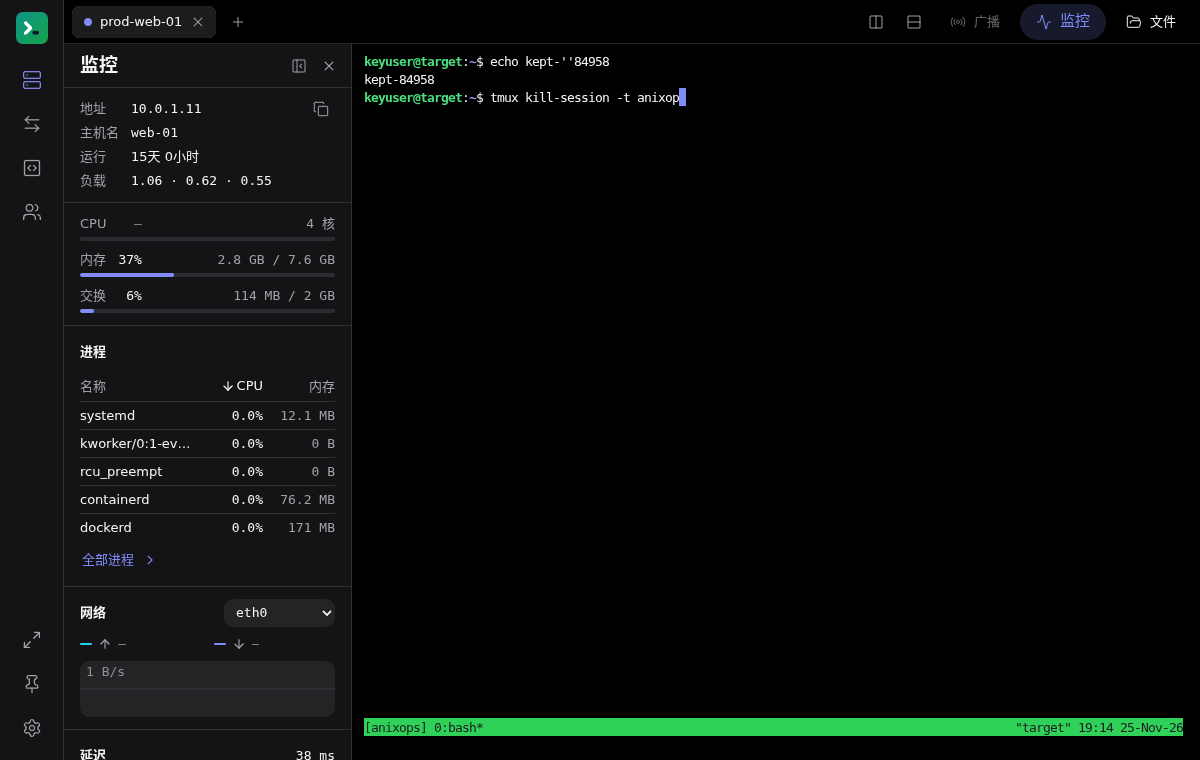 prod-web-01
广播
监控
文件
监控
地址 10.0.1.11
主机名 web-01
运行 15天 0小时
负载 1.06 · 0.62 · 0.55
CPU — 4 核
内存 37% 2.8 GB / 7.6 GB
交换 6% 114 MB / 2 GB
进程
名称 CPU 内存
systemd 0.0% 12.1 MB
kworker/0:1-ev… 0.0% 0 B
rcu_preempt 0.0% 0 B
containerd 0.0% 76.2 MB
dockerd 0.0% 171 MB
全部进程
网络 eth0
— —
1 B/s
延迟 38 ms
keyuser@target:~$ echo kept-''84958
kept-84958
keyuser@target:~$ tmux kill-session -t anixop
[anixops] 0:bash* "target" 19:14 25-Nov-26